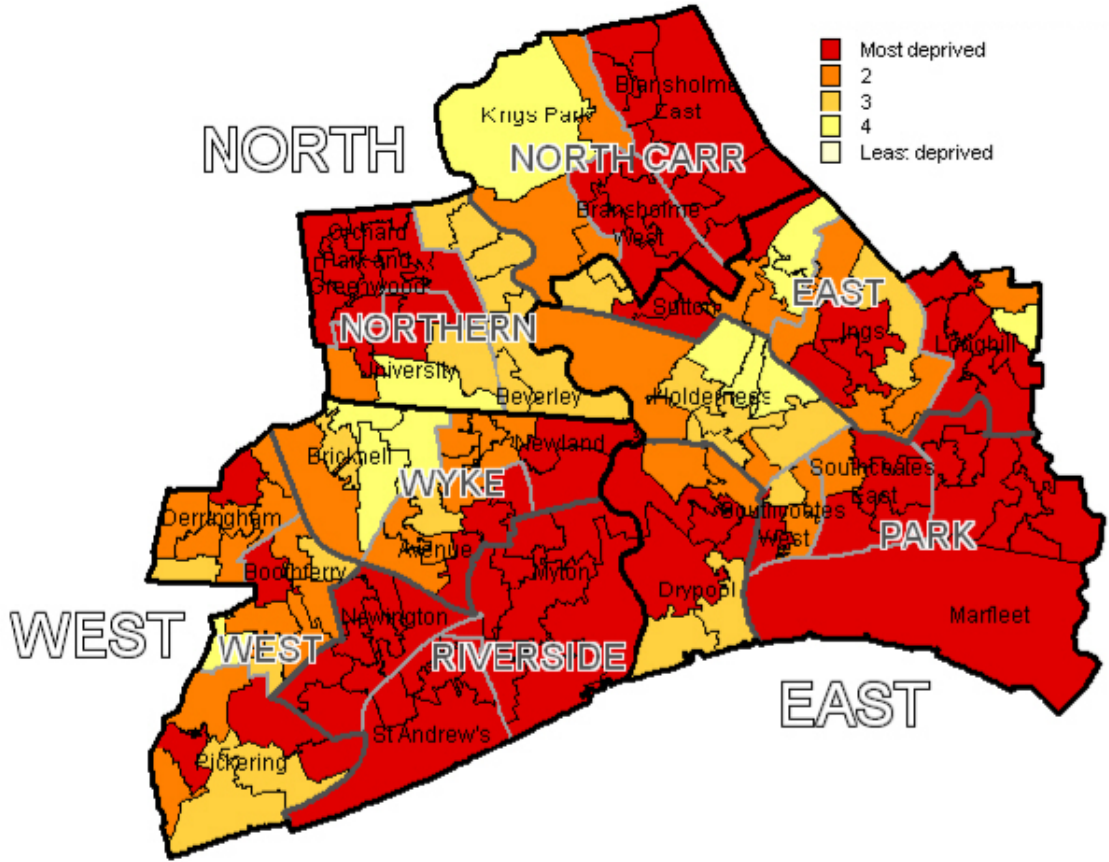 Most deprived
2
3
4
Least deprived
NORTH
Kings Park
Bransholme
East
NORTH CARR
Bransholme
West
Orchard
Park and
Greenwood
NORTHERN
University
Beverley
Sutton
EAST
Ings
Longhill
Holderness
Bricknell
Newland
WYKE
Avenue
Derringham
Boothferry
Southcoates
East
Southcoates
West
PARK
Drypool
Marfleet
Myton
Newington
WEST
WEST
RIVERSIDE
EAST
St Andrew's
Pickering